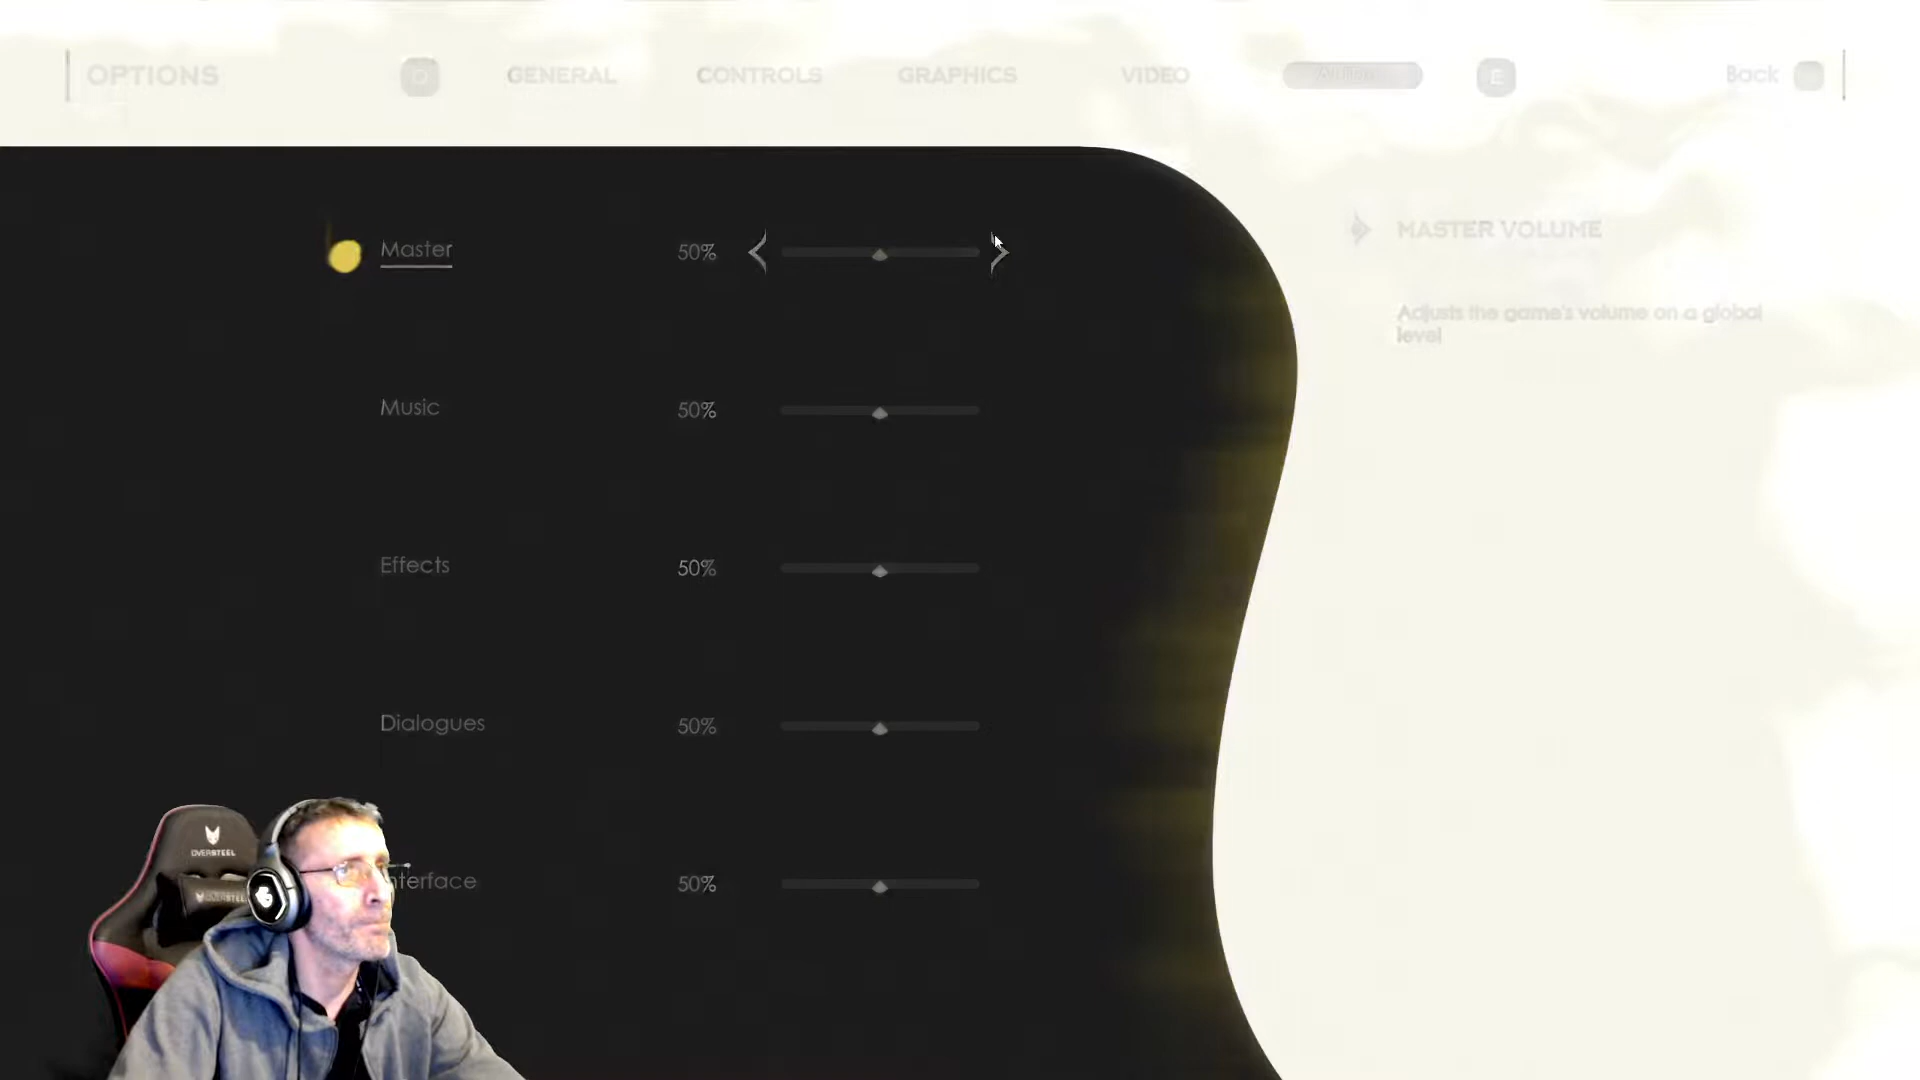 OPTIONS
GENERAL
CONTROLS
GRAPHICS
VIDEO
E
Back
Master
50%
MASTER VOLUME
Adjusts the game's volume on a global
level
Music
50%
Effects
50%
Dialogues
50%
nterface
50%
OVERSTEEL